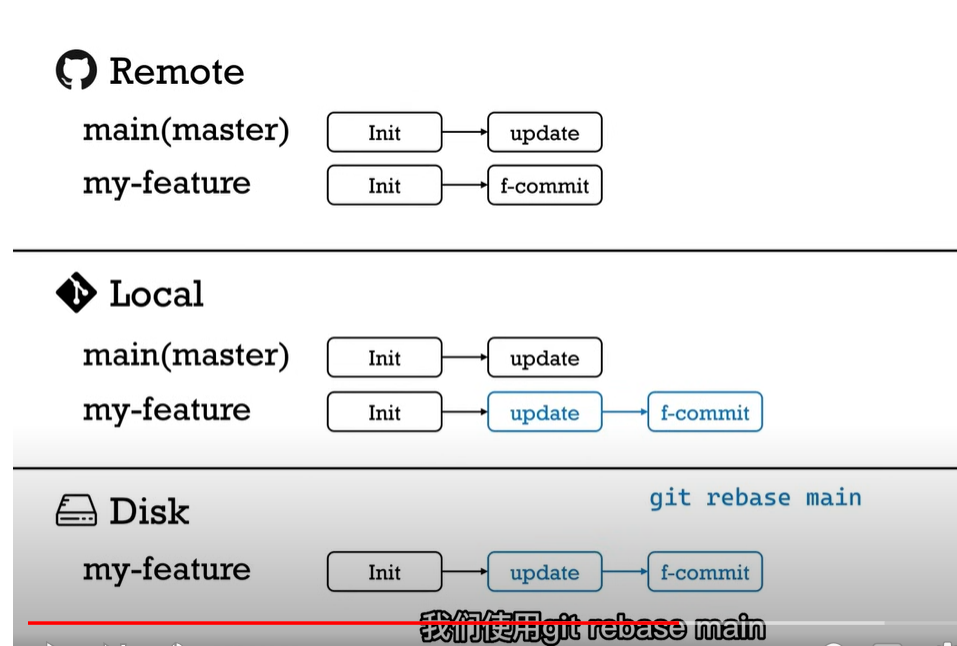 Remote
main(master) Init update
my-feature Init f-commit
Local
main(master) Init update
my-feature Init update f-commit
Disk
git rebase main
my-feature Init update f-commit
我们使用git rebase main